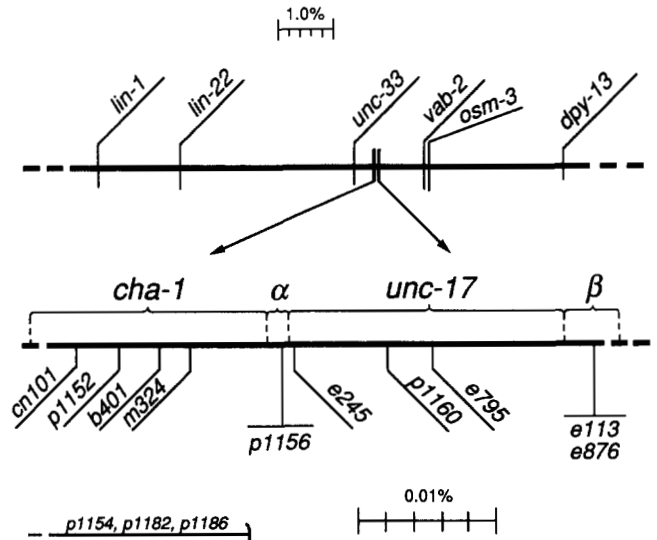 1.0%
lin-1 lin-22 unc-33 vab-2 osm-3 dpy-13
cha-1 α unc-17 β
cn101 p1152 b401 m324 p1156 e245 p1160 e795 e113
e876
0.01%
p1154, p1182, p1186